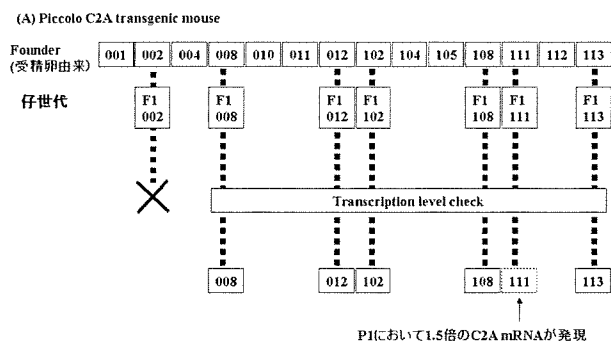 (A) Piccolo C2A transgenic mouse
Founder
(受精卵由来)
001 002 004 008 010 011 012 102 104 105 108 111 112 113
仔世代
F1 002 F1 008 F1 012 F1 102 F1 108 F1 111 F1 113
Transcription level check
008 012 102 108 111 113
P1において1.5倍のC2A mRNAが発現